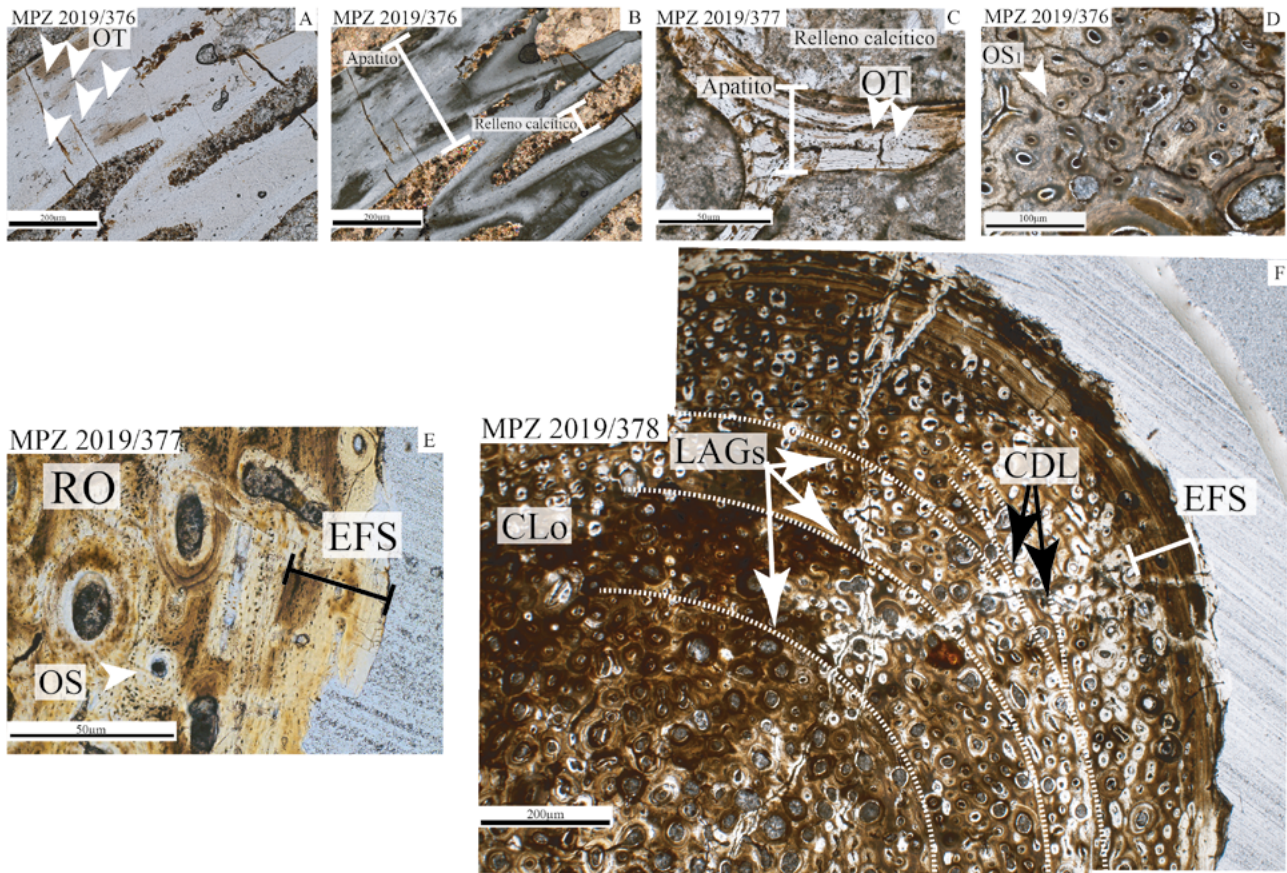 MPZ 2019/376
A
OT
200µm
MPZ 2019/376
B
Apatito
Relleno calcítico
200µm
MPZ 2019/377
C
Relleno calcítico
Apatito
OT
50µm
MPZ 2019/376
D
OS1
100µm
MPZ 2019/377
E
RO
EFS
OS
50µm
F
MPZ 2019/378
LAGs
CDL
EFS
CLo
200µm